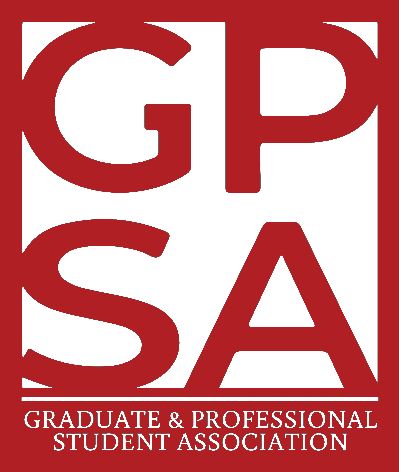 GP
SA
GRADUATE & PROFESSIONAL
STUDENT ASSOCIATION